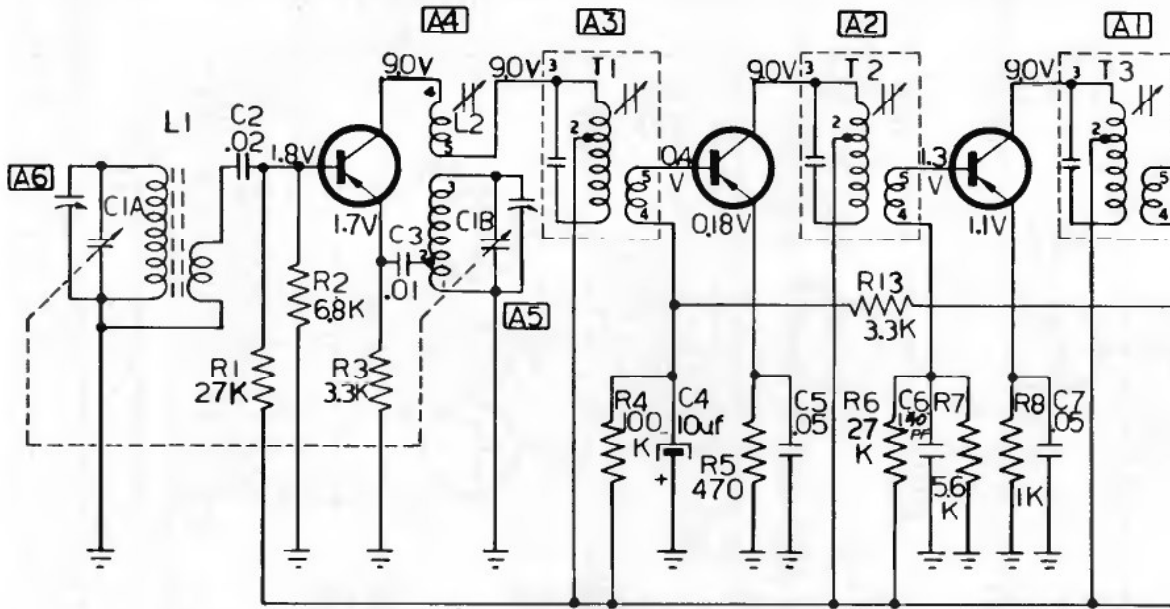 A4
A3
A2
A1
9.0V
4
L2
5
9.0V
3
T1
2
9.0V
3
T2
2
9.0V
3
T3
2
L1
C2
.02
1.8V
A6
C1A
1.7V
3
C1B
C3
2
.01
A5
0.4
V
5
4
0.18V
1.3
V
5
4
1.1V
5
4
R2
6.8K
R13
3.3K
R1
27K
R3
3.3K
R4
100
K
C4
10uf
+
R5
470
C5
.05
R6
27
K
C6
PF
R7
5.6
K
R8
1K
C7
.05